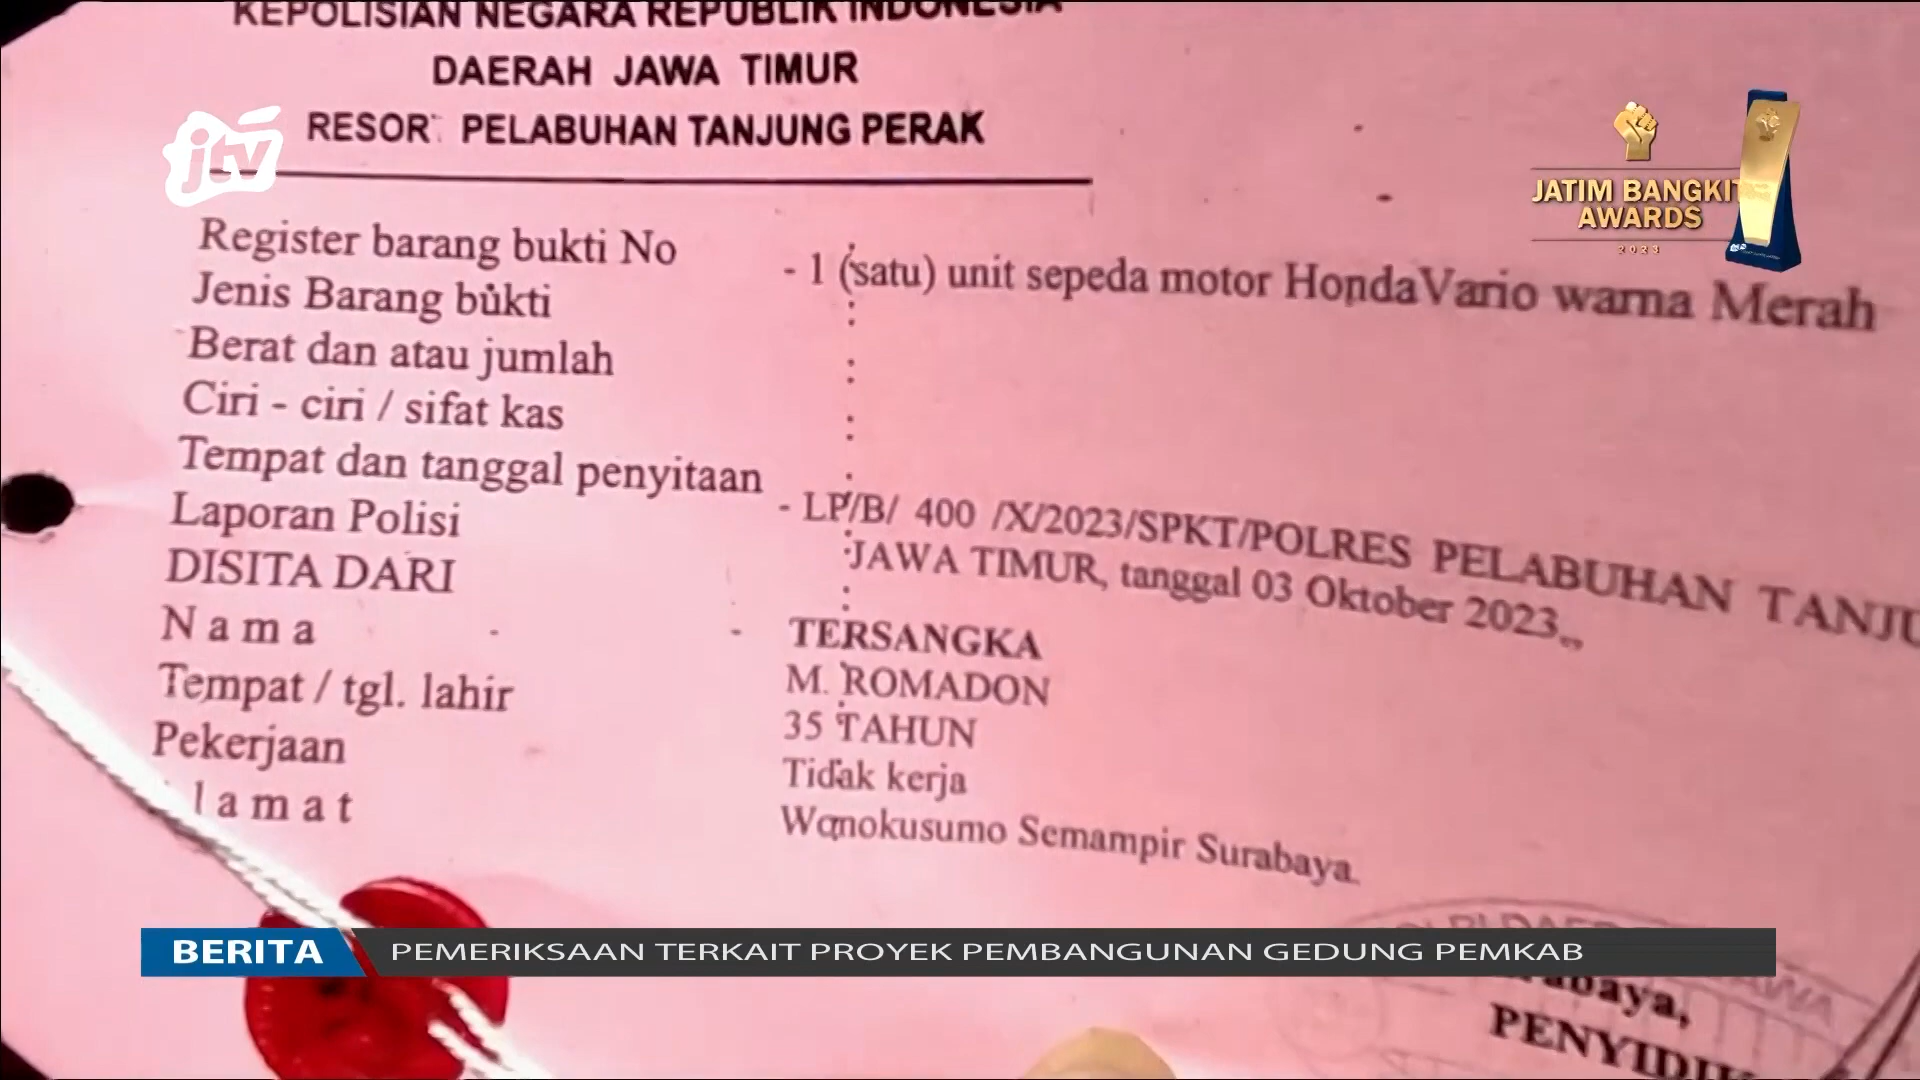 KEPOLISIAN NEGARA REPUBLIK INDONESIA
DAERAH JAWA TIMUR
RESOR PELABUHAN TANJUNG PERAK
jtv
JATIM BANGKIT
AWARDS
2023
Register barang bukti No
Jenis Barang bukti
- 1 (satu) unit sepeda motor Honda Vario warna Merah
Berat dan atau jumlah :
Ciri - ciri / sifat kas :
Tempat dan tanggal penyitaan :
Laporan Polisi
- LP/B/ 400 /X/2023/SPKT/POLRES PELABUHAN TANJU
JAWA TIMUR, tanggal 03 Oktober 2023,,
DISITA DARI :
TERSANGKA
N a m a
M. ROMADON
Tempat / tgl. lahir
35 TAHUN
Pekerjaan
Tidak kerja
l a m a t
Wonokusumo Semampir Surabaya.
BERITA
PEMERIKSAAN TERKAIT PROYEK PEMBANGUNAN GEDUNG PEMKAB
abaya,
PENYIDIK